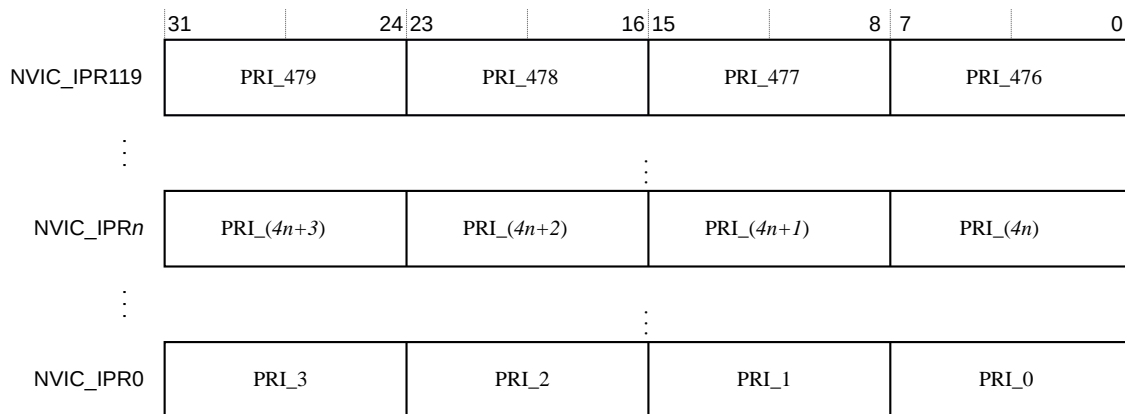 31 24 23 16 15 8 7 0
NVIC_IPR119 PRI_479 PRI_478 PRI_477 PRI_476
NVIC_IPRn PRI_(4n+3) PRI_(4n+2) PRI_(4n+1) PRI_(4n)
NVIC_IPR0 PRI_3 PRI_2 PRI_1 PRI_0